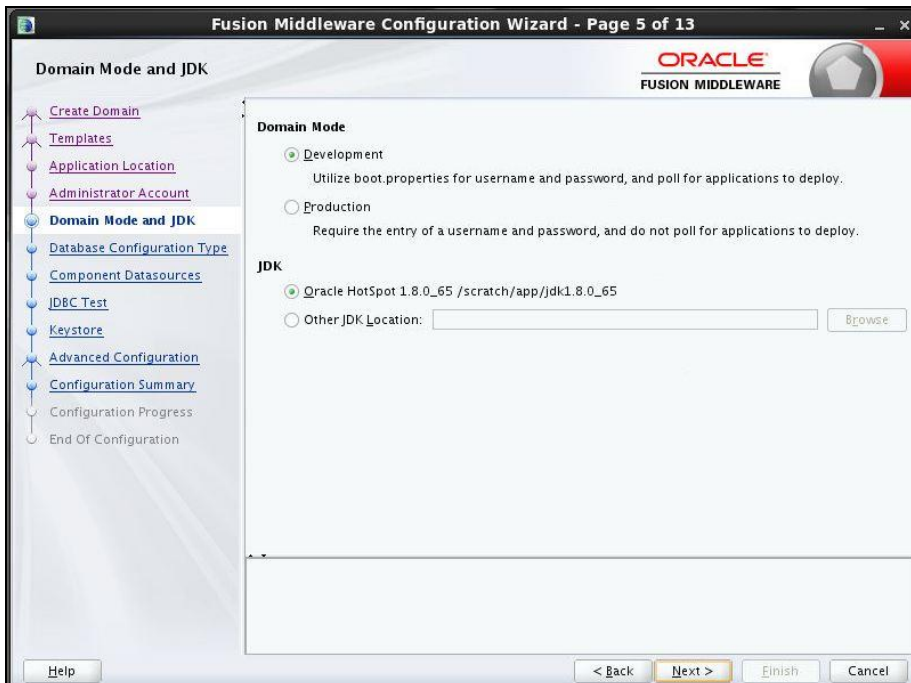 Fusion Middleware Configuration Wizard - Page 5 of 13
Domain Mode and JDK
ORACLE
FUSION MIDDLEWARE
Create Domain
Templates
Application Location
Administrator Account
Domain Mode and JDK
Database Configuration Type
Component Datasources
JDBC Test
Keystore
Advanced Configuration
Configuration Summary
Configuration Progress
End Of Configuration
Domain Mode
Development
Utilize boot.properties for username and password, and poll for applications to deploy.
Production
Require the entry of a username and password, and do not poll for applications to deploy.
JDK
Oracle HotSpot 1.8.0_65 /scratch/app/jdk1.8.0_65
Other JDK Location:
Browse
Help
< Back
Next >
Finish
Cancel